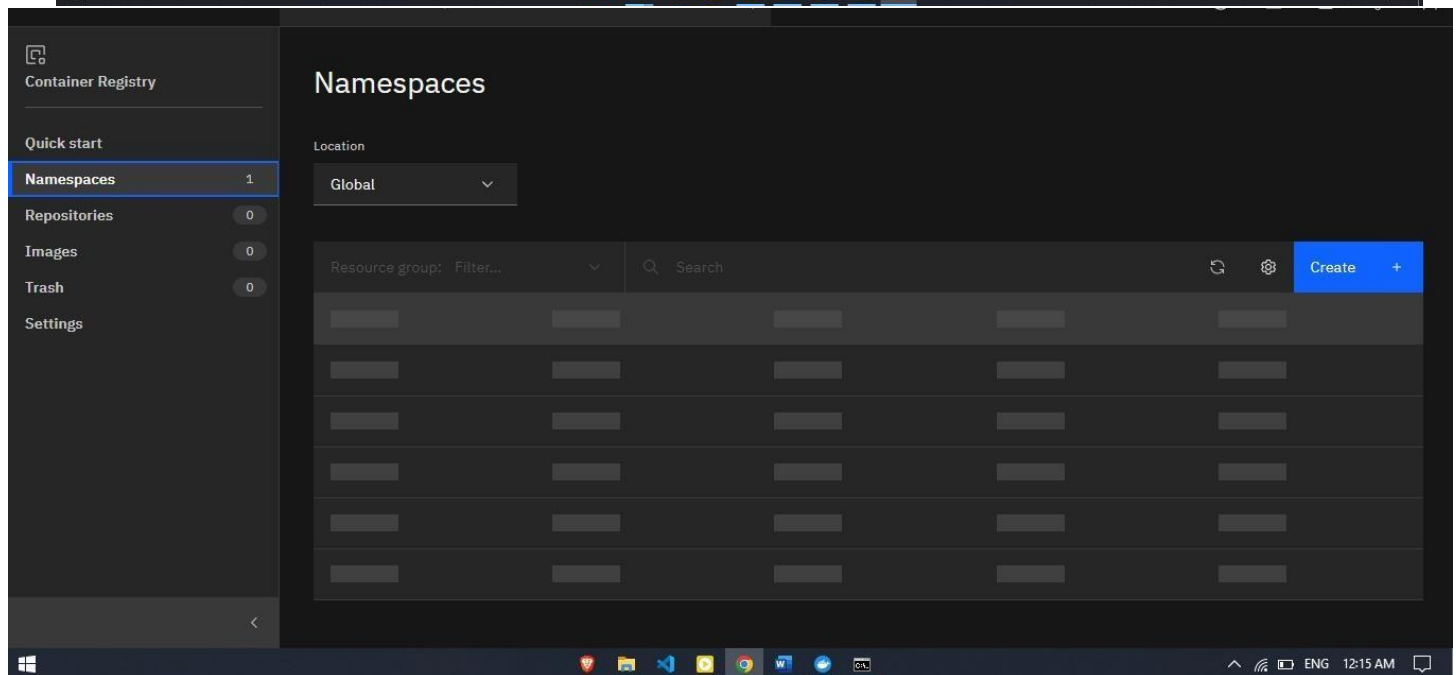 Container Registry
Namespaces
Quick start
Location
Namespaces 1
Global
Repositories 0
Images 0
Resource group: Filter... Search Create +
Trash 0
Settings
ENG 12:15 AM